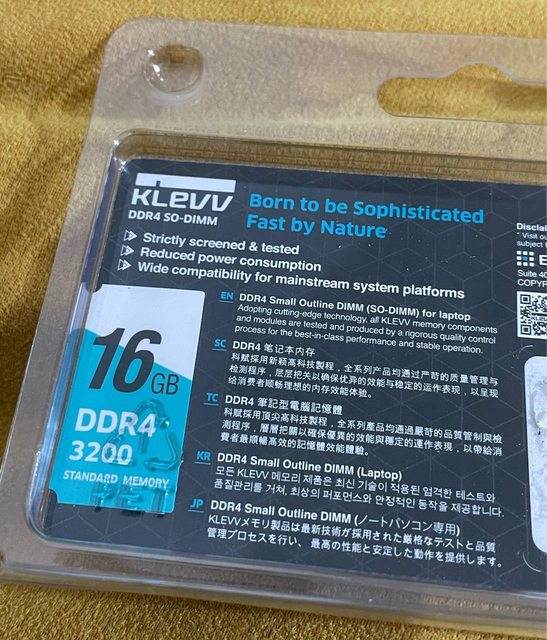 KLEVV
DDR4 SO-DIMM
Born to be Sophisticated
Fast by Nature
Strictly screened & tested
Reduced power consumption
Wide compatibility for mainstream system platforms
16GB
DDR4
3200
STANDARD MEMORY
PET
EN DDR4 Small Outline DIMM (SO-DIMM) for laptop
Adopting cutting-edge technology, all KLEVV memory components
and modules are tested and produced by a rigorous quality control
process for the best-in-class performance and stable operation.
SC DDR4 笔记本内存
科赋采用新颖高科技制程，全系列产品均通过严苛的质量管理与
检测程序，层层把关以确保优异的效能与稳定的运作表现，以呈现
给消费者顺畅理想的内存效能体验。
TC DDR4 筆記型電腦記憶體
科賦採用頂尖高科技製程，全系列產品均通過嚴苛的品質管制與檢
測程序，層層把關以確保優異的效能與穩定的運作表現，以帶給消
費者最順暢高效的記憶體效能體驗。
KR DDR4 Small Outline DIMM (Laptop)
모든 KLEVV 메모리 제품은 최신 기술이 적용된 엄격한 테스트와
품질관리를 거쳐, 최상의 퍼포먼스와 안정적인 동작을 제공합니다.
JP DDR4 Small Outline DIMM (ノートパソコン専用)
KLEVVメモリ製品は最新技術が採用された厳格なテストと品質
管理プロセスを行い、最高の性能と安定した動作を提供します。
Disclai
* Visit ou
subject t
E
Suite 40
COPYR